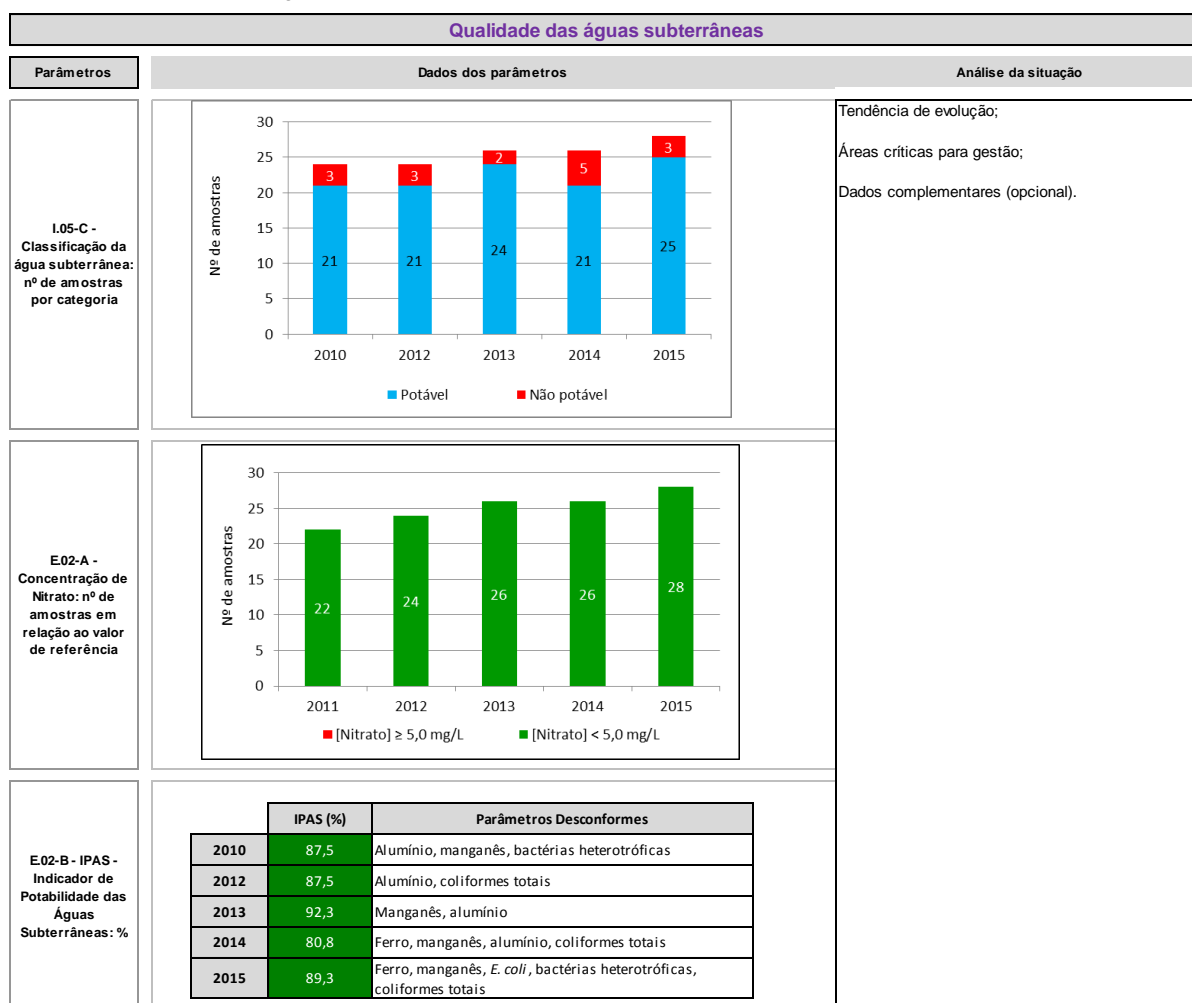 Qualidade das águas subterrâneas
Parâmetros
Dados dos parâmetros
Análise da situação
I.05-C -
Classificação da
água subterrânea:
nº de amostras
por categoria
Nº de amostras
30
25
20
15
10
5
0
3
3
2
5
3
21
21
24
21
25
2010
2012
2013
2014
2015
Potável
Não potável
Tendência de evolução;
Áreas críticas para gestão;
Dados complementares (opcional).
E.02-A -
Concentração de
Nitrato: nº de
amostras em
relação ao valor
de referência
Nº de amostras
30
25
20
15
10
5
0
22
24
26
26
28
2011
2012
2013
2014
2015
[Nitrato] ≥ 5,0 mg/L
[Nitrato] < 5,0 mg/L
E.02-B - IPAS -
Indicador de
Potabilidade das
Águas
Subterrâneas: %
IPAS (%)
Parâmetros Desconformes
2010
87,5
Alumínio, manganês, bactérias heterotróficas
2012
87,5
Alumínio, coliformes totais
2013
92,3
Manganês, alumínio
2014
80,8
Ferro, manganês, alumínio, coliformes totais
2015
89,3
Ferro, manganês, E. coli, bactérias heterotróficas,
coliformes totais